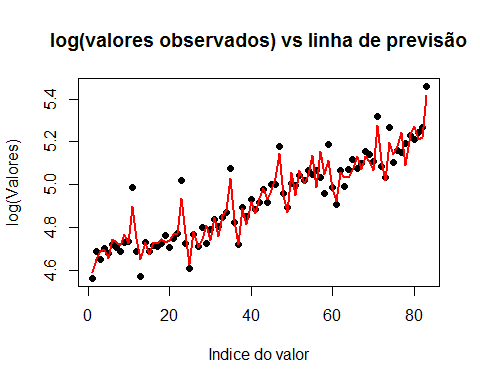 log(valores observados) vs linha de previsão
log(Valores)
5.4
5.2
5.0
4.8
4.6
0 20 40 60 80
Indice do valor